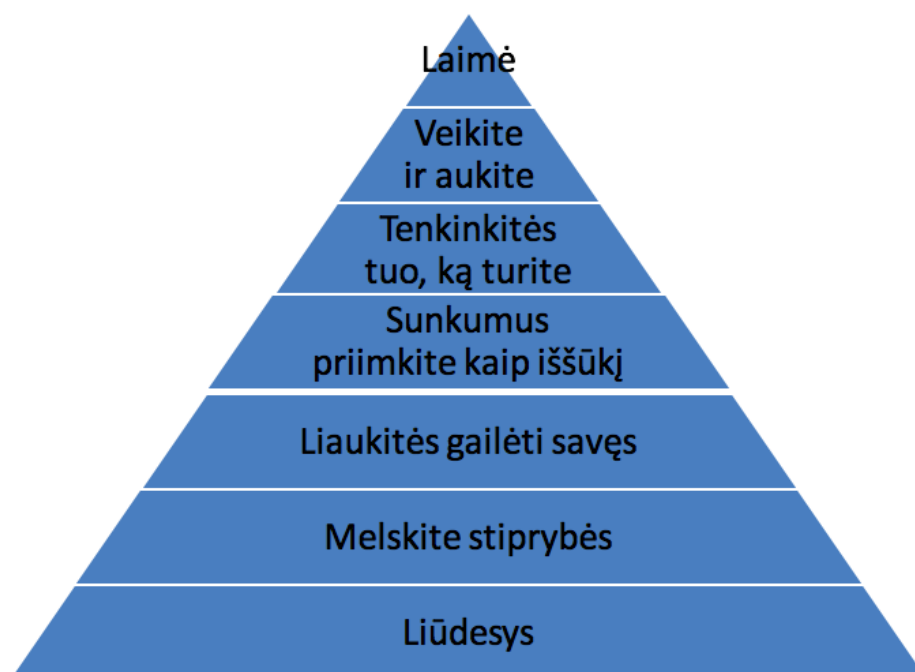 Laimė
Veikite
ir aukite
Tenkinkitės
tuo, ką turite
Sunkumus
priimkite kaip iššūkį
Liaukitės gailėti savęs
Melskite stiprybės
Liūdesys